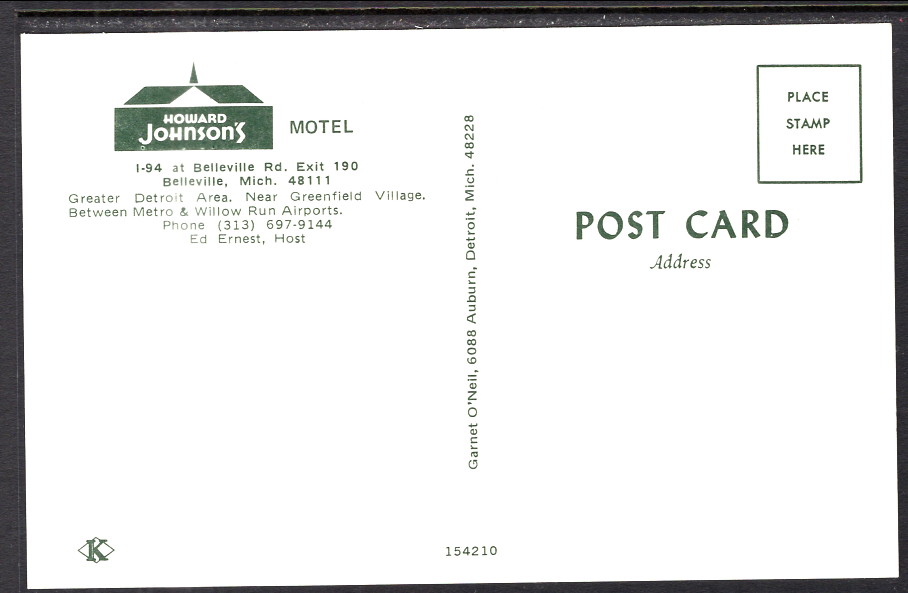 HOWARD
JOHNSON'S
MOTEL
I-94 at Belleville Rd. Exit 190
Belleville, Mich. 48111
Greater Detroit Area. Near Greenfield Village.
Between Metro & Willow Run Airports.
Phone (313) 697-9144
Ed Ernest, Host
Garnet O'Neil, 6088 Auburn, Detroit, Mich. 48228
PLACE
STAMP
HERE
POST CARD
Address
K
154210